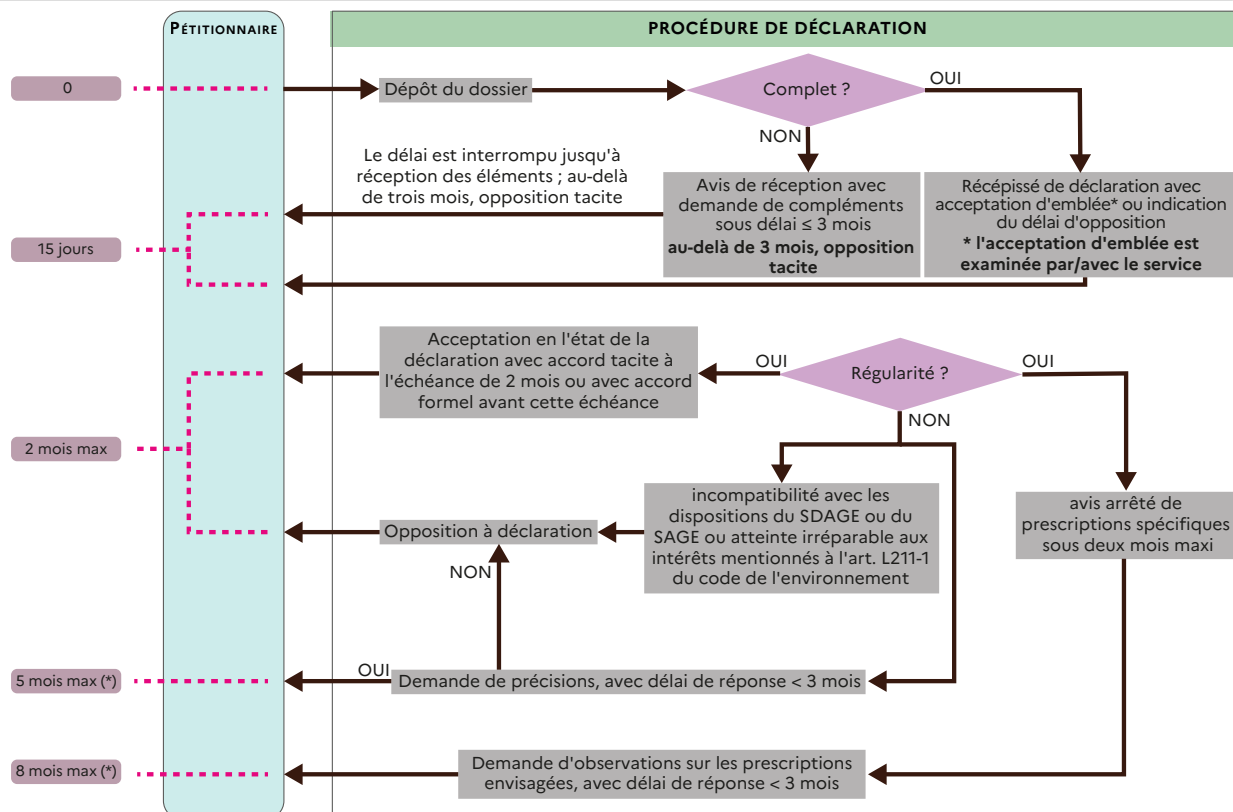 PÉTITIONNAIRE
PROCÉDURE DE DÉCLARATION
0
Dépôt du dossier
Complet ?
OUI
NON
Le délai est interrompu jusqu'à
réception des éléments ; au-delà
de trois mois, opposition tacite
Avis de réception avec
demande de compléments
sous délai ≤ 3 mois
au-delà de 3 mois, opposition
tacite
Récépissé de déclaration avec
acceptation d'emblée* ou indication
du délai d'opposition
* l'acceptation d'emblée est
examinée par/avec le service
15 jours
Acceptation en l'état de la
déclaration avec accord tacite à
l'échéance de 2 mois ou avec accord
formel avant cette échéance
OUI
Régularité ?
OUI
NON
2 mois max
incompatibilité avec les
dispositions du SDAGE ou du
SAGE ou atteinte irréparable aux
intérêts mentionnés à l'art. L211-1
du code de l'environnement
Opposition à déclaration
avis arrêté de
prescriptions spécifiques
sous deux mois maxi
NON
5 mois max (*)
OUI
Demande de précisions, avec délai de réponse < 3 mois
8 mois max (*)
Demande d'observations sur les prescriptions
envisagées, avec délai de réponse < 3 mois